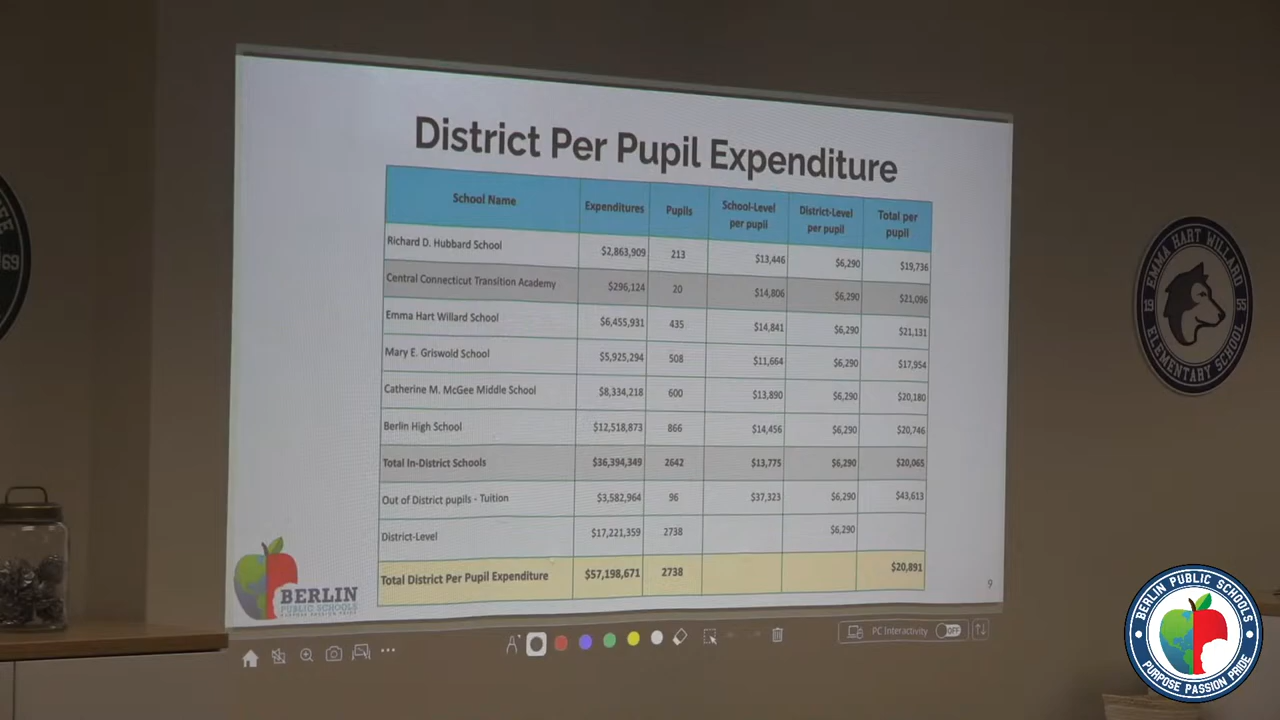 District Per Pupil Expenditure
School Name Expenditures Pupils School-Level per pupil District-Level per pupil Total per pupil
Richard D. Hubbard School $2,863,909 213 $13,446 $6,290 $19,736
Central Connecticut Transition Academy $296,124 20 $14,806 $6,290 $21,096
Emma Hart Willard School $6,455,931 435 $14,841 $6,290 $21,131
Mary E. Griswold School $5,925,294 508 $11,664 $6,290 $17,954
Catherine M. McGee Middle School $8,334,218 600 $13,890 $6,290 $20,180
Berlin High School $12,518,873 866 $14,456 $6,290 $20,746
Total In-District Schools $36,394,349 2642 $13,775 $6,290 $20,065
Out of District pupils - Tuition $3,582,964 96 $37,323 $6,290 $43,613
District-Level $17,221,359 2738 $6,290
Total District Per Pupil Expenditure $57,198,671 2738 $20,891
9
BERLIN
PUBLIC SCHOOLS
PURPOSE PASSION PRIDE
PC Interactivity OFF
EMMA HART WILLARD
19 55
ELEMENTARY SCHOOL
69
BERLIN PUBLIC SCHOOLS
PURPOSE PASSION PRIDE